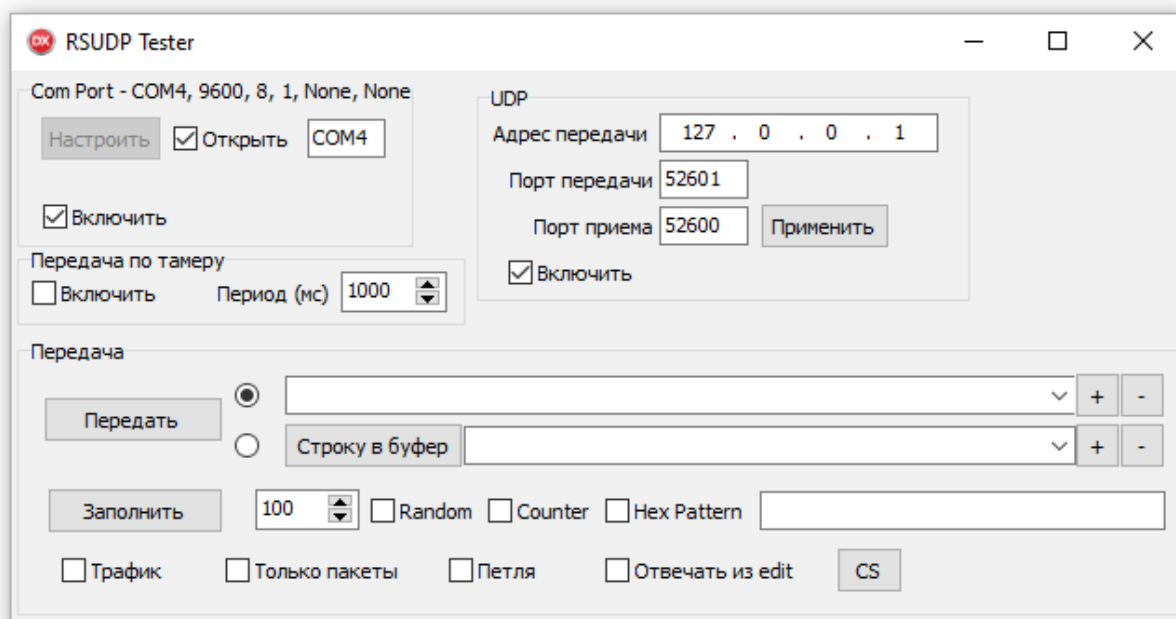 RSUDP Tester
Com Port - COM4, 9600, 8, 1, None, None
Настроить Открыть COM4
Включить
UDP
Адрес передачи 127 . 0 . 0 . 1
Порт передачи 52601
Порт приема 52600 Применить
Включить
Передача по тамеру
Включить Период (мс) 1000
Передача
Передать + -
Строку в буфер + -
Заполнить 100 Random Counter Hex Pattern
Трафик Только пакеты Петля Отвечать из edit CS